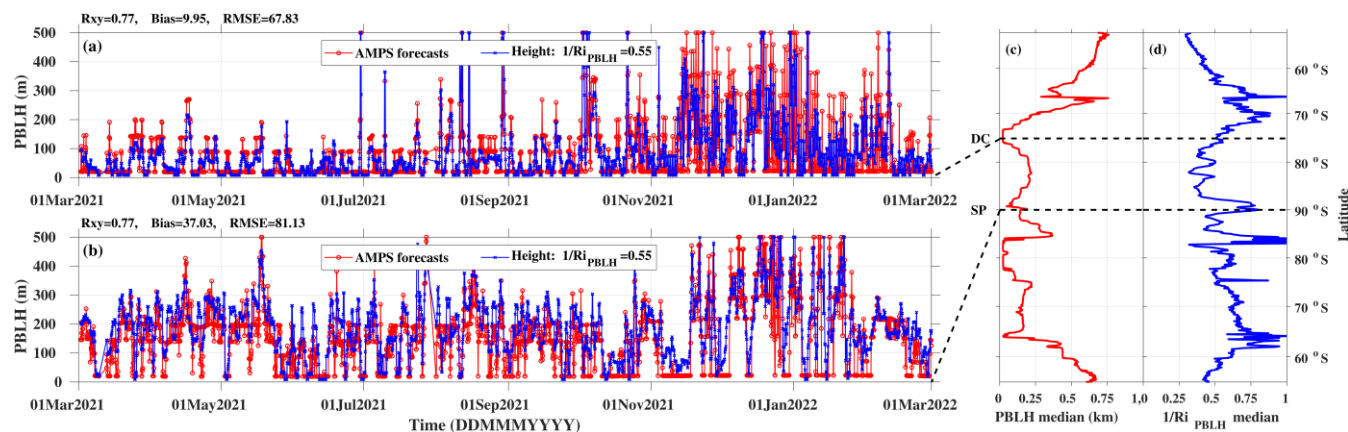 Rxy=0.77, Bias=9.95, RMSE=67.83
(a)
AMPS forecasts
Height: 1/Ri PBLH =0.55
PBLH (m)
500
400
300
200
100
0
01Mar2021 01May2021 01Jul2021 01Sep2021 01Nov2021 01Jan2022 01Mar2022
Rxy=0.77, Bias=37.03, RMSE=81.13
(b)
AMPS forecasts
Height: 1/Ri PBLH =0.55
PBLH (m)
500
400
300
200
100
0
01Mar2021 01May2021 01Jul2021 01Sep2021 01Nov2021 01Jan2022 01Mar2022
Time (DDMMMYYYY)
(c)
DC
SP
0 0.25 0.5 0.75 1,0
PBLH median (km)
(d)
60 °S
70 °S
80 °S
90 °S
80 °S
70 °S
60 °S
Latitude
0.25 0.5 0.75 1
1/Ri PBLH median